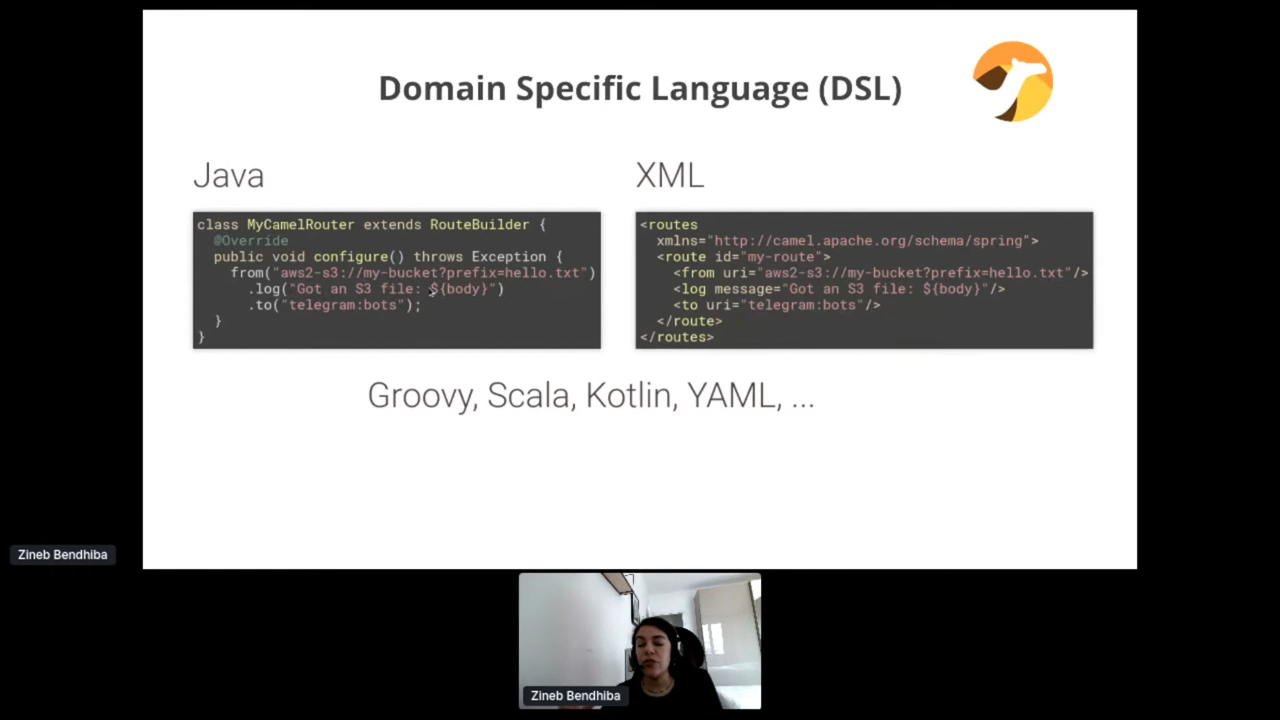 Domain Specific Language (DSL)
Java
class MyCamelRouter extends RouteBuilder {
  @Override
  public void configure() throws Exception {
    from("aws2-s3://my-bucket?prefix=hello.txt")
      .log("Got an S3 file: ${body}")
      .to("telegram:bots");
  }
}
XML
<routes
  xmlns="http://camel.apache.org/schema/spring">
  <route id="my-route">
    <from uri="aws2-s3://my-bucket?prefix=hello.txt"/>
    <log message="Got an S3 file: ${body}"/>
    <to uri="telegram:bots"/>
  </route>
</routes>
Groovy, Scala, Kotlin, YAML, ...
Zineb Bendhiba
Zineb Bendhiba